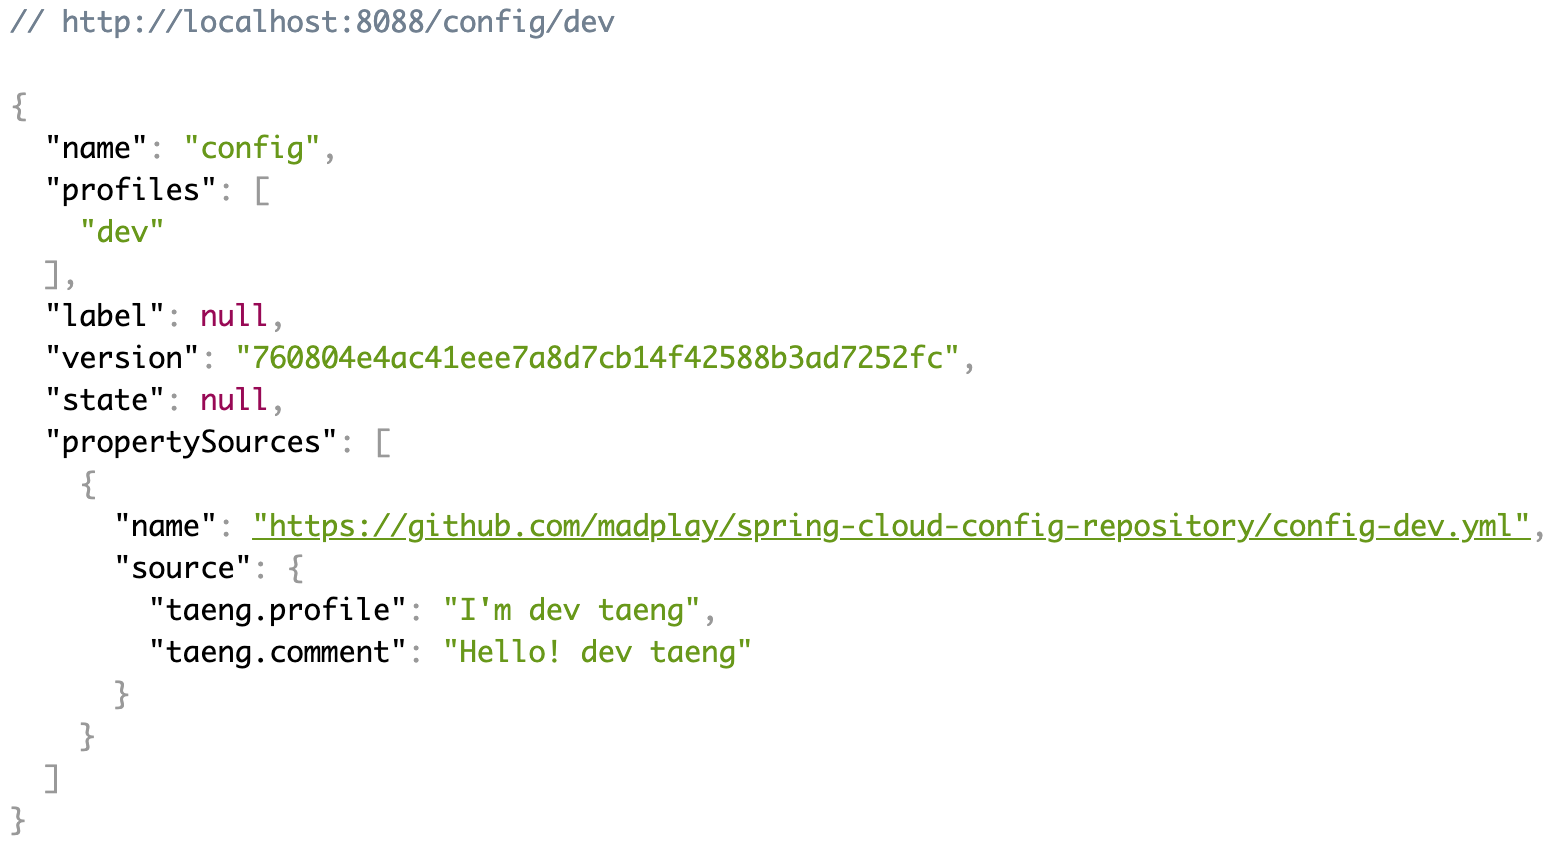 // http://localhost:8088/config/dev
{
"name": "config",
"profiles": [
"dev"
],
"label": null,
"version": "760804e4ac41eee7a8d7cb14f42588b3ad7252fc",
"state": null,
"propertySources": [
{
"name": "https://github.com/madplay/spring-cloud-config-repository/config-dev.yml",
"source": {
"taeng.profile": "I'm dev taeng",
"taeng.comment": "Hello! dev taeng"
}
}
]
}